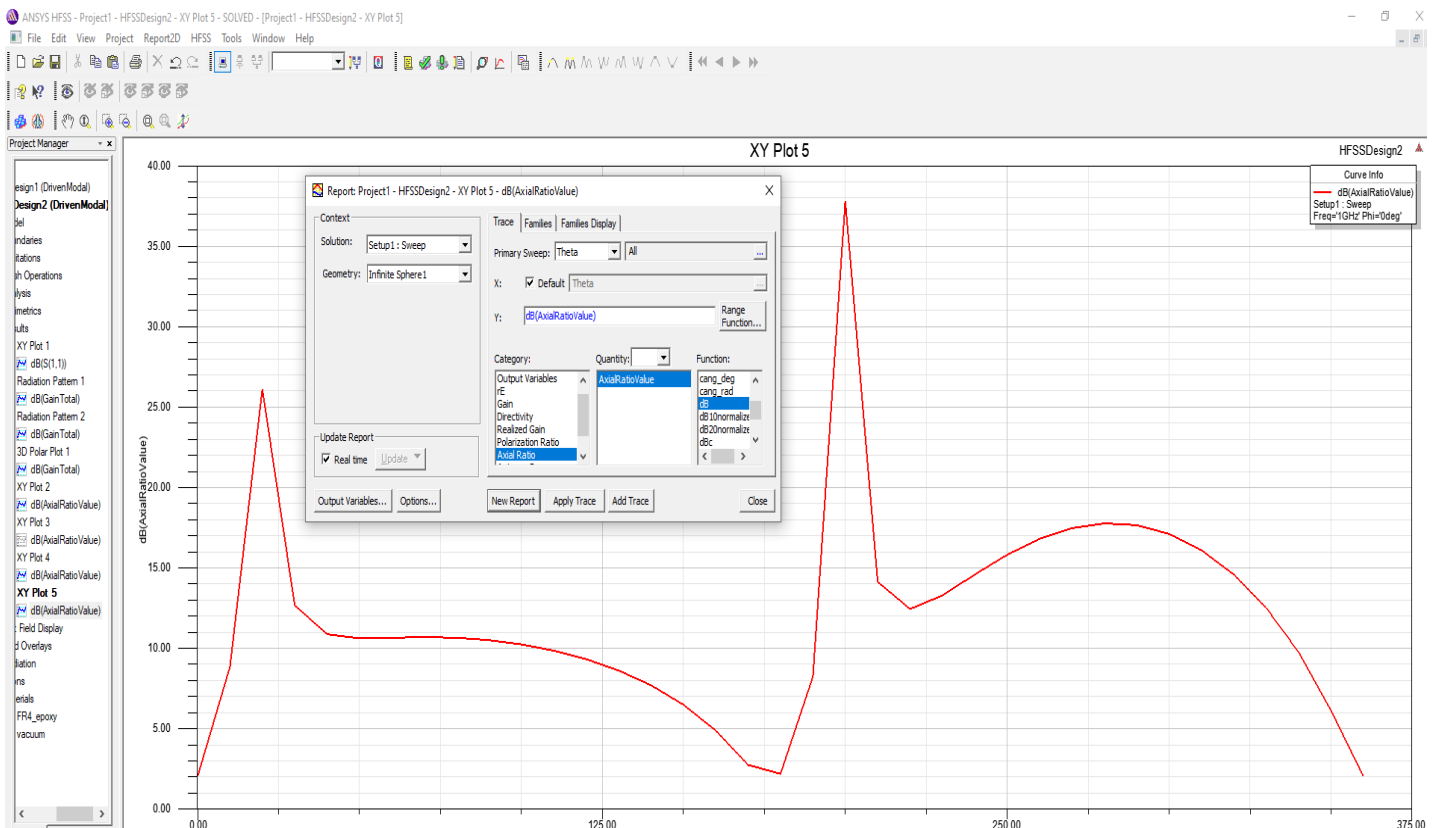 ANSYS HFSS - Project1 - HFSSDesign2 - XY Plot 5 - SOLVED - [Project1 - HFSSDesign2 - XY Plot 5]
File Edit View Project Report2D HFSS Tools Window Help
Project Manager
esign1 (DrivenModal)
Design2 (DrivenModal)
del
undaries
itations
sh Operations
lysis
imetrics
ults
XY Plot 1
dB(S(1,1))
Radiation Pattern 1
dB(GainTotal)
Radiation Pattern 2
dB(GainTotal)
3D Polar Plot 1
dB(GainTotal)
XY Plot 2
dB(AxialRatioValue)
XY Plot 3
dB(AxialRatioValue)
XY Plot 4
dB(AxialRatioValue)
XY Plot 5
dB(AxialRatioValue)
Field Display
d Overlays
diation
ons
erials
FR4_epoxy
vacuum
XY Plot 5
HFSSDesign2
Curve Info
dB(AxialRatioValue)
Setup1 : Sweep
Freq='1GHz' Phi='0deg'
dB(AxialRatioValue)
40.00
35.00
30.00
25.00
20.00
15.00
10.00
5.00
0.00
0.00 125.00 250.00 375.00
Report: Project1 - HFSSDesign2 - XY Plot 5 - dB(AxialRatioValue)
Context
Solution: Setup1 : Sweep
Geometry: Infinite Sphere1
Update Report
Real time Update
Output Variables... Options...
Trace Families Families Display
Primary Sweep: Theta All ...
X: Default Theta ...
Y: dB(AxialRatioValue) Range Function...
Category: Quantity: Function:
Output Variables
rE
Gain
Directivity
Realized Gain
Polarization Ratio
Axial Ratio
AxialRatioValue
cang_deg
cang_rad
dB
dB10normalize
dB20normalize
dBc
New Report Apply Trace Add Trace Close